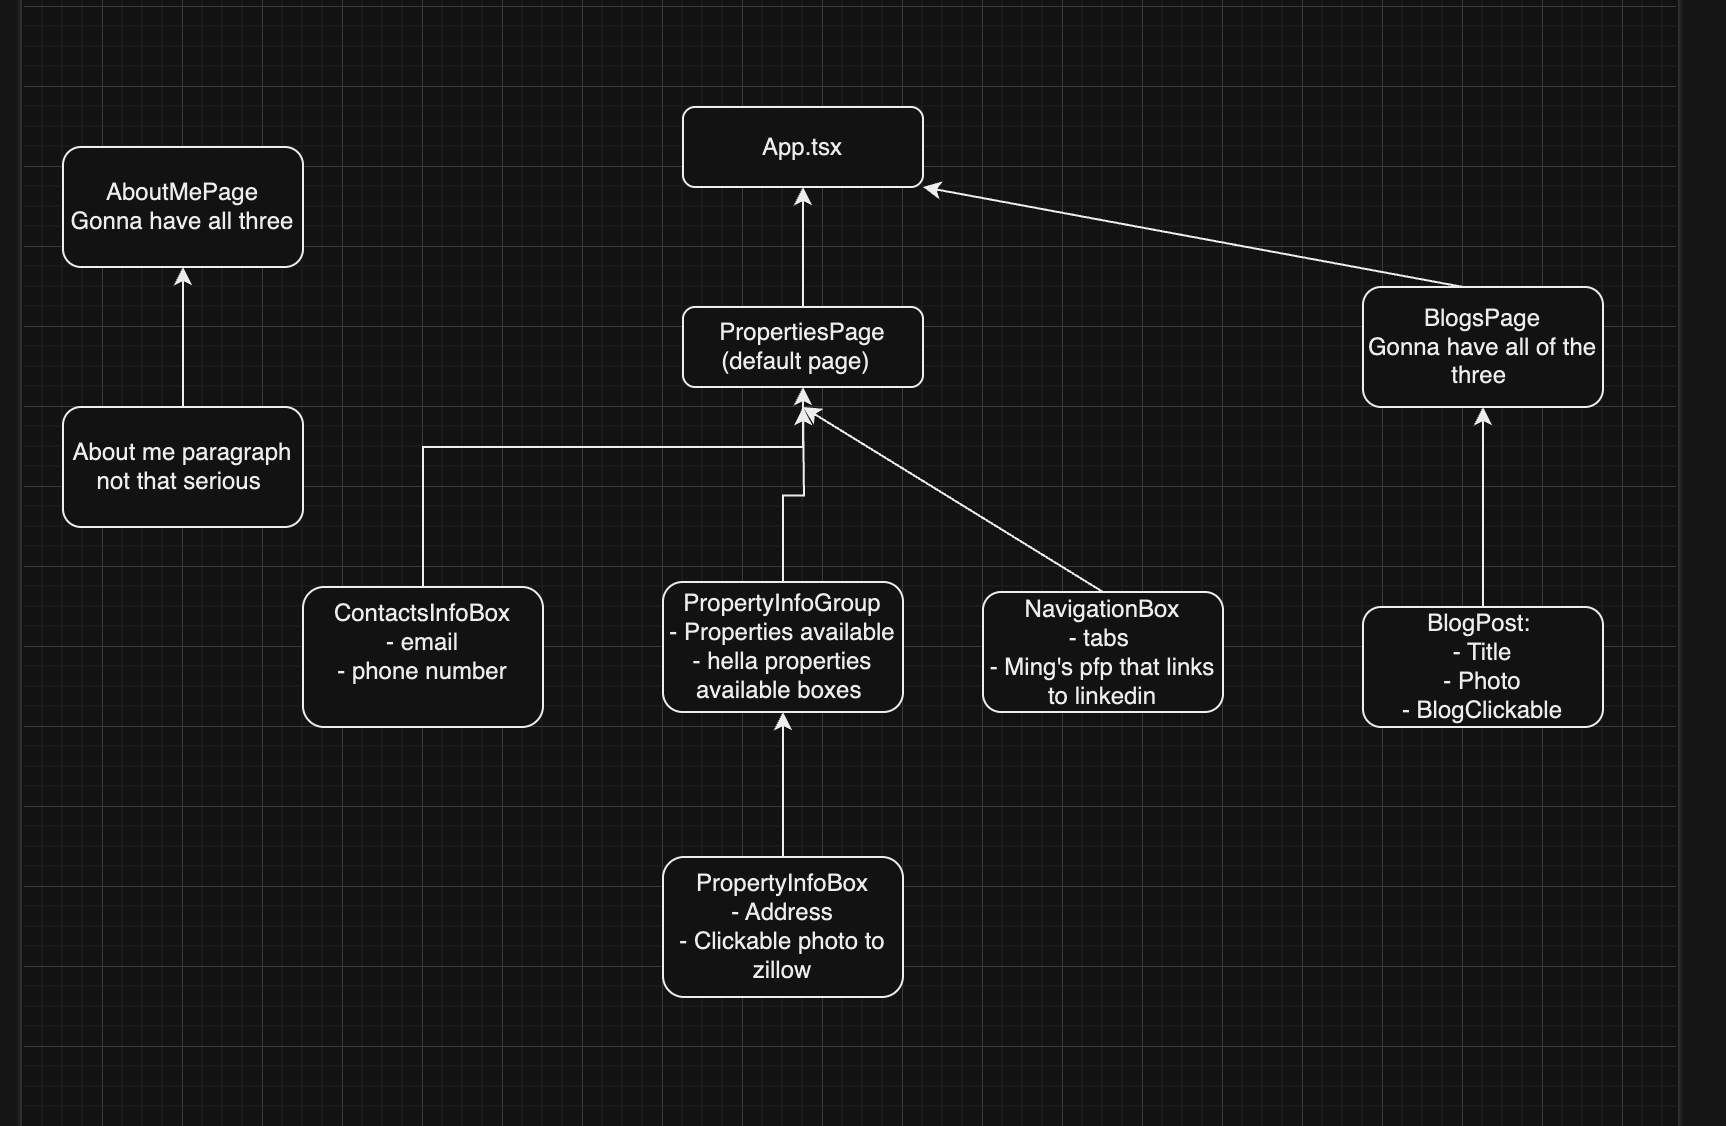 App.tsx
AboutMePage
Gonna have all three
PropertiesPage
(default page)
BlogsPage
Gonna have all of the
three
About me paragraph
not that serious
ContactsInfoBox
- email
- phone number
PropertyInfoGroup
- Properties available
- hella properties
available boxes
NavigationBox
- tabs
- Ming's pfp that links
to linkedin
BlogPost:
- Title
- Photo
- BlogClickable
PropertyInfoBox
- Address
- Clickable photo to
zillow